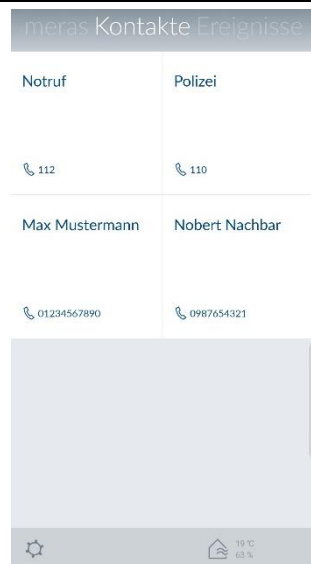 meras Kontakte Ereignisse
Notruf
Polizei
112
110
Max Mustermann
Nobert Nachbar
01234567890
0987654321
19 °C
63 %